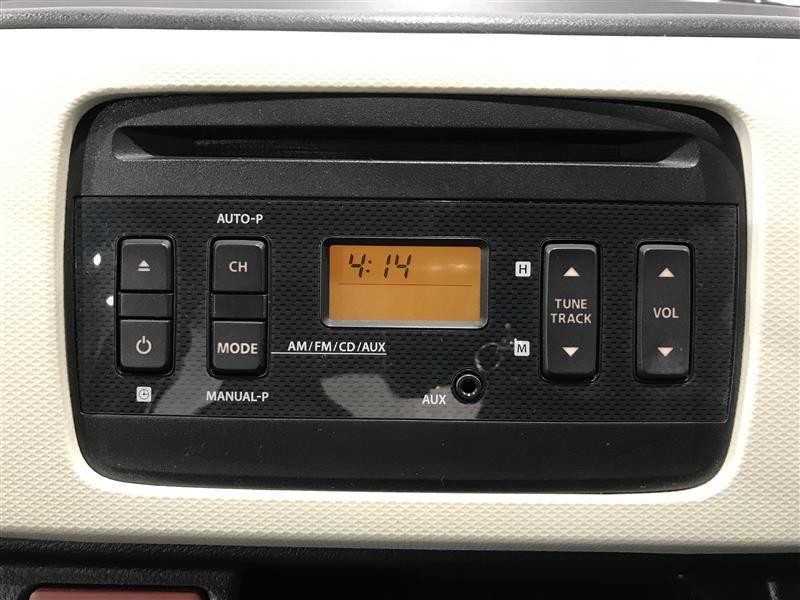 AUTO-P
CH
MODE
MANUAL-P
4:14
AM/FM/CD/AUX
AUX
H
M
TUNE
TRACK
VOL